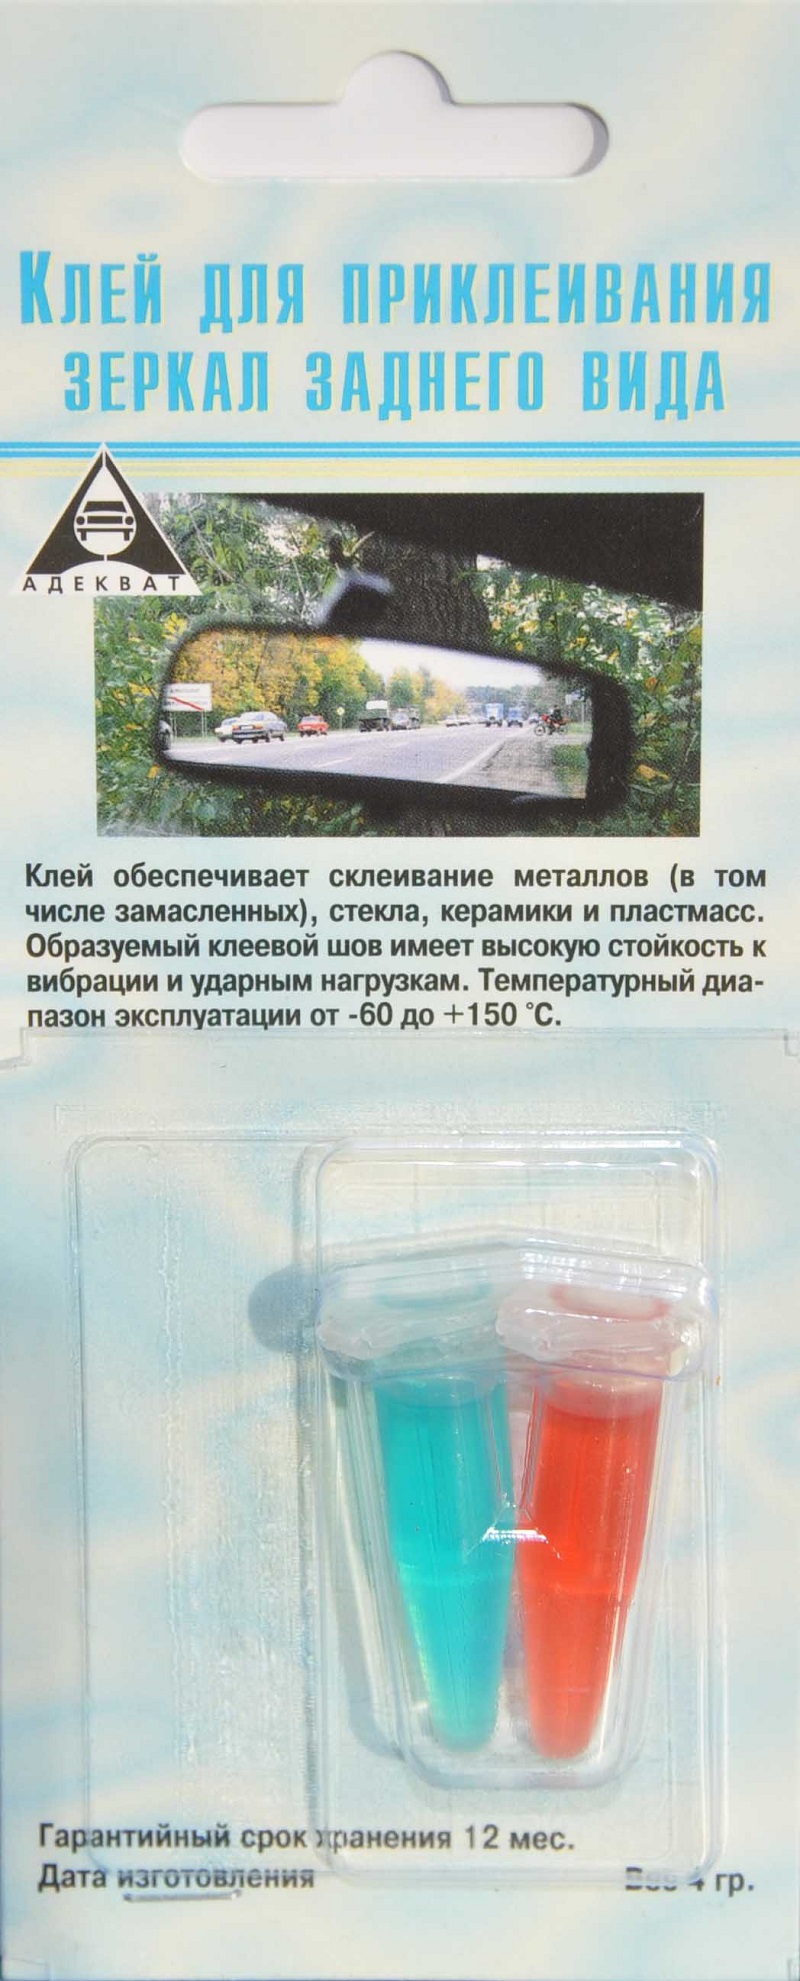 Клей для приклеивания
зеркал заднего вида
АДЕКВАТ
Клей обеспечивает склеивание металлов (в том
числе замасленных), стекла, керамики и пластмасс.
Образуемый клеевой шов имеет высокую стойкость к
вибрации и ударным нагрузкам. Температурный диа-
пазон эксплуатации от -60 до +150 °С.
Гарантийный срок хранения 12 мес.
Дата изготовления Вес 4 гр.